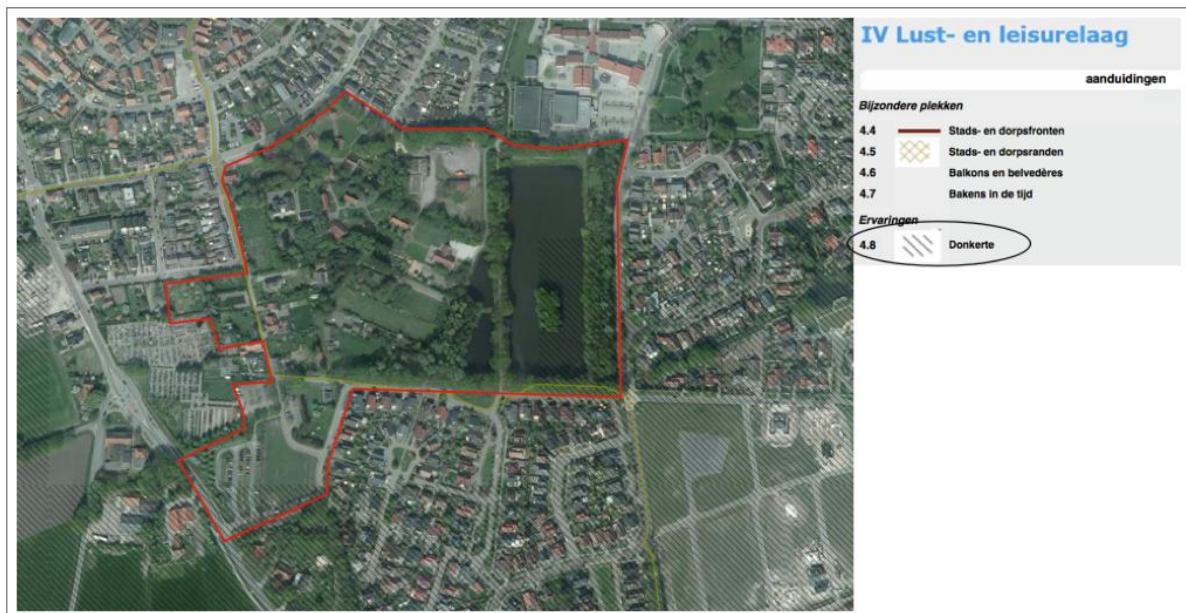 IV Lust- en leisurelaag
aanduidingen
Bijzondere plekken
4.4 Stads- en dorpsfronten
4.5 Stads- en dorpsranden
4.6 Balkons en belvedères
4.7 Bakens in de tijd
Ervaringen
4.8 Donkerte